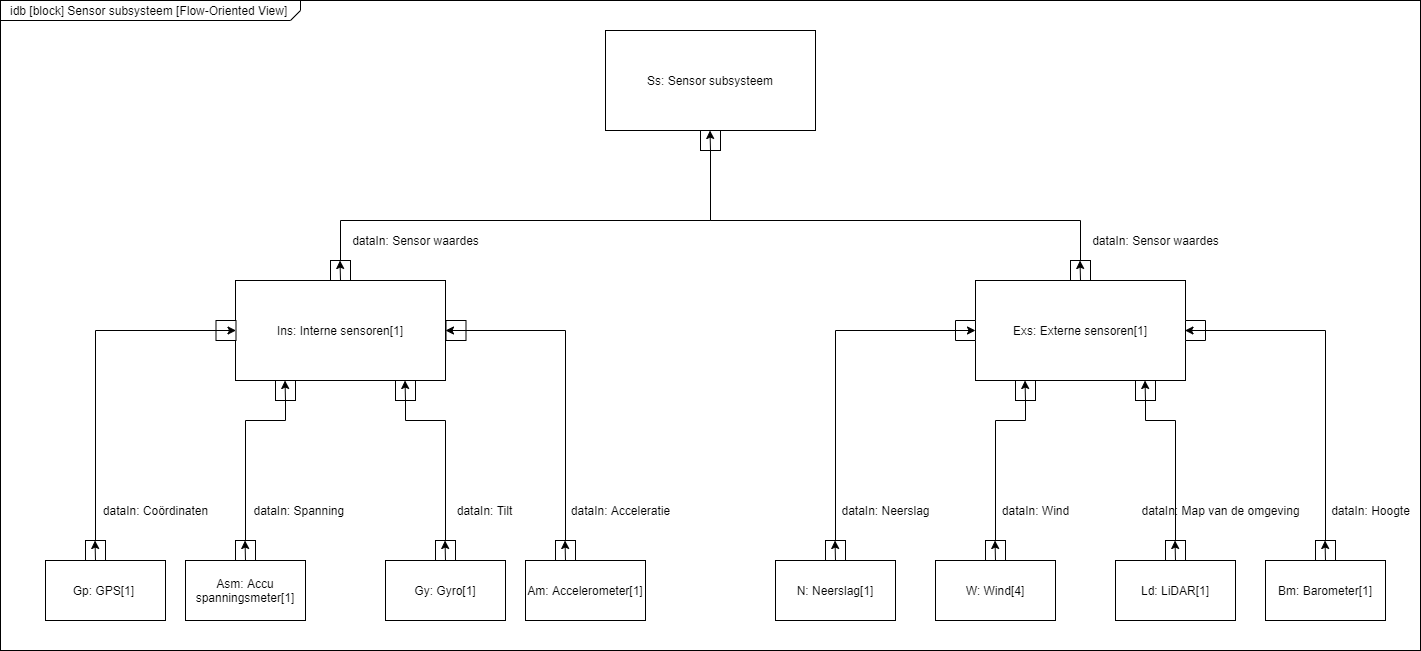 idb [block] Sensor subsysteem [Flow-Oriented View]
Ss: Sensor subsysteem
dataIn: Sensor waardes
dataIn: Sensor waardes
Ins: Interne sensoren[1]
Exs: Externe sensoren[1]
dataIn: Coördinaten
dataIn: Spanning
dataIn: Tilt
dataIn: Acceleratie
dataIn: Neerslag
dataIn: Wind
dataIn: Map van de omgeving
dataIn: Hoogte
Gp: GPS[1]
Asm: Accu
spanningsmeter[1]
Gy: Gyro[1]
Am: Accelerometer[1]
N: Neerslag[1]
W: Wind[4]
Ld: LiDAR[1]
Bm: Barometer[1]